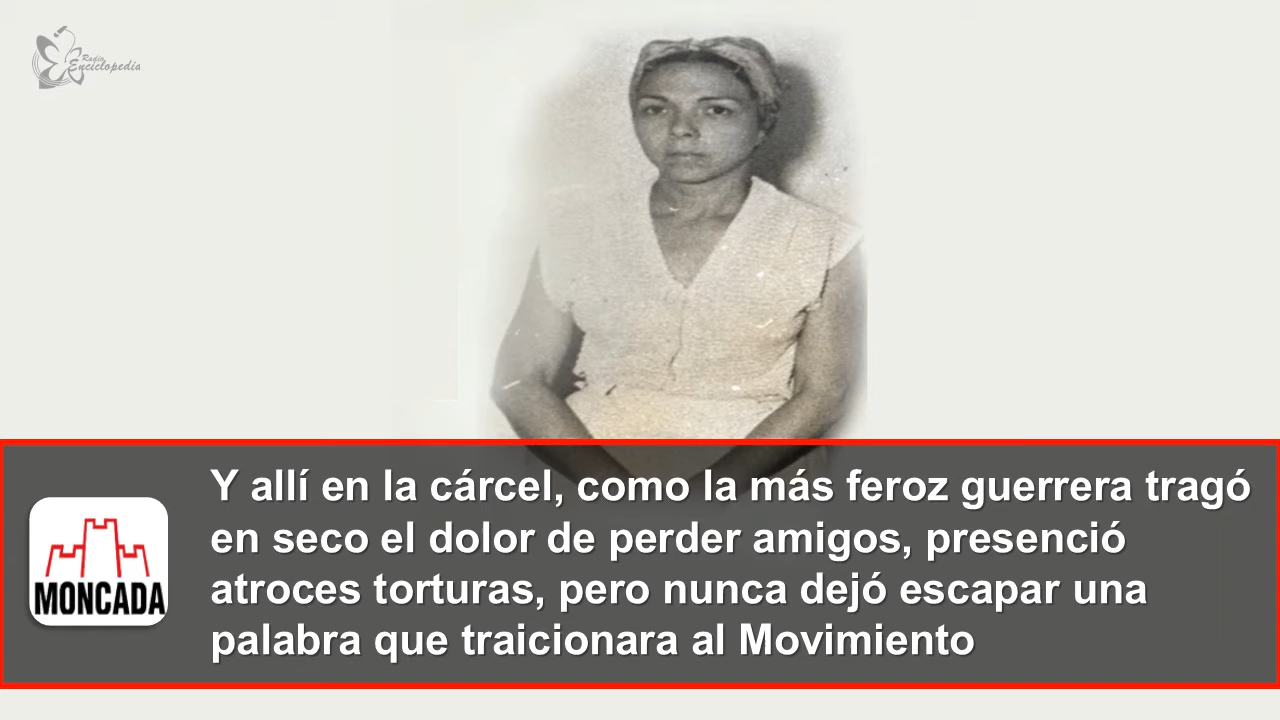 Radio
Enciclopedia
Y allí en la cárcel, como la más feroz guerrera tragó
en seco el dolor de perder amigos, presenció
atroces torturas, pero nunca dejó escapar una
palabra que traicionara al Movimiento
MONCADA